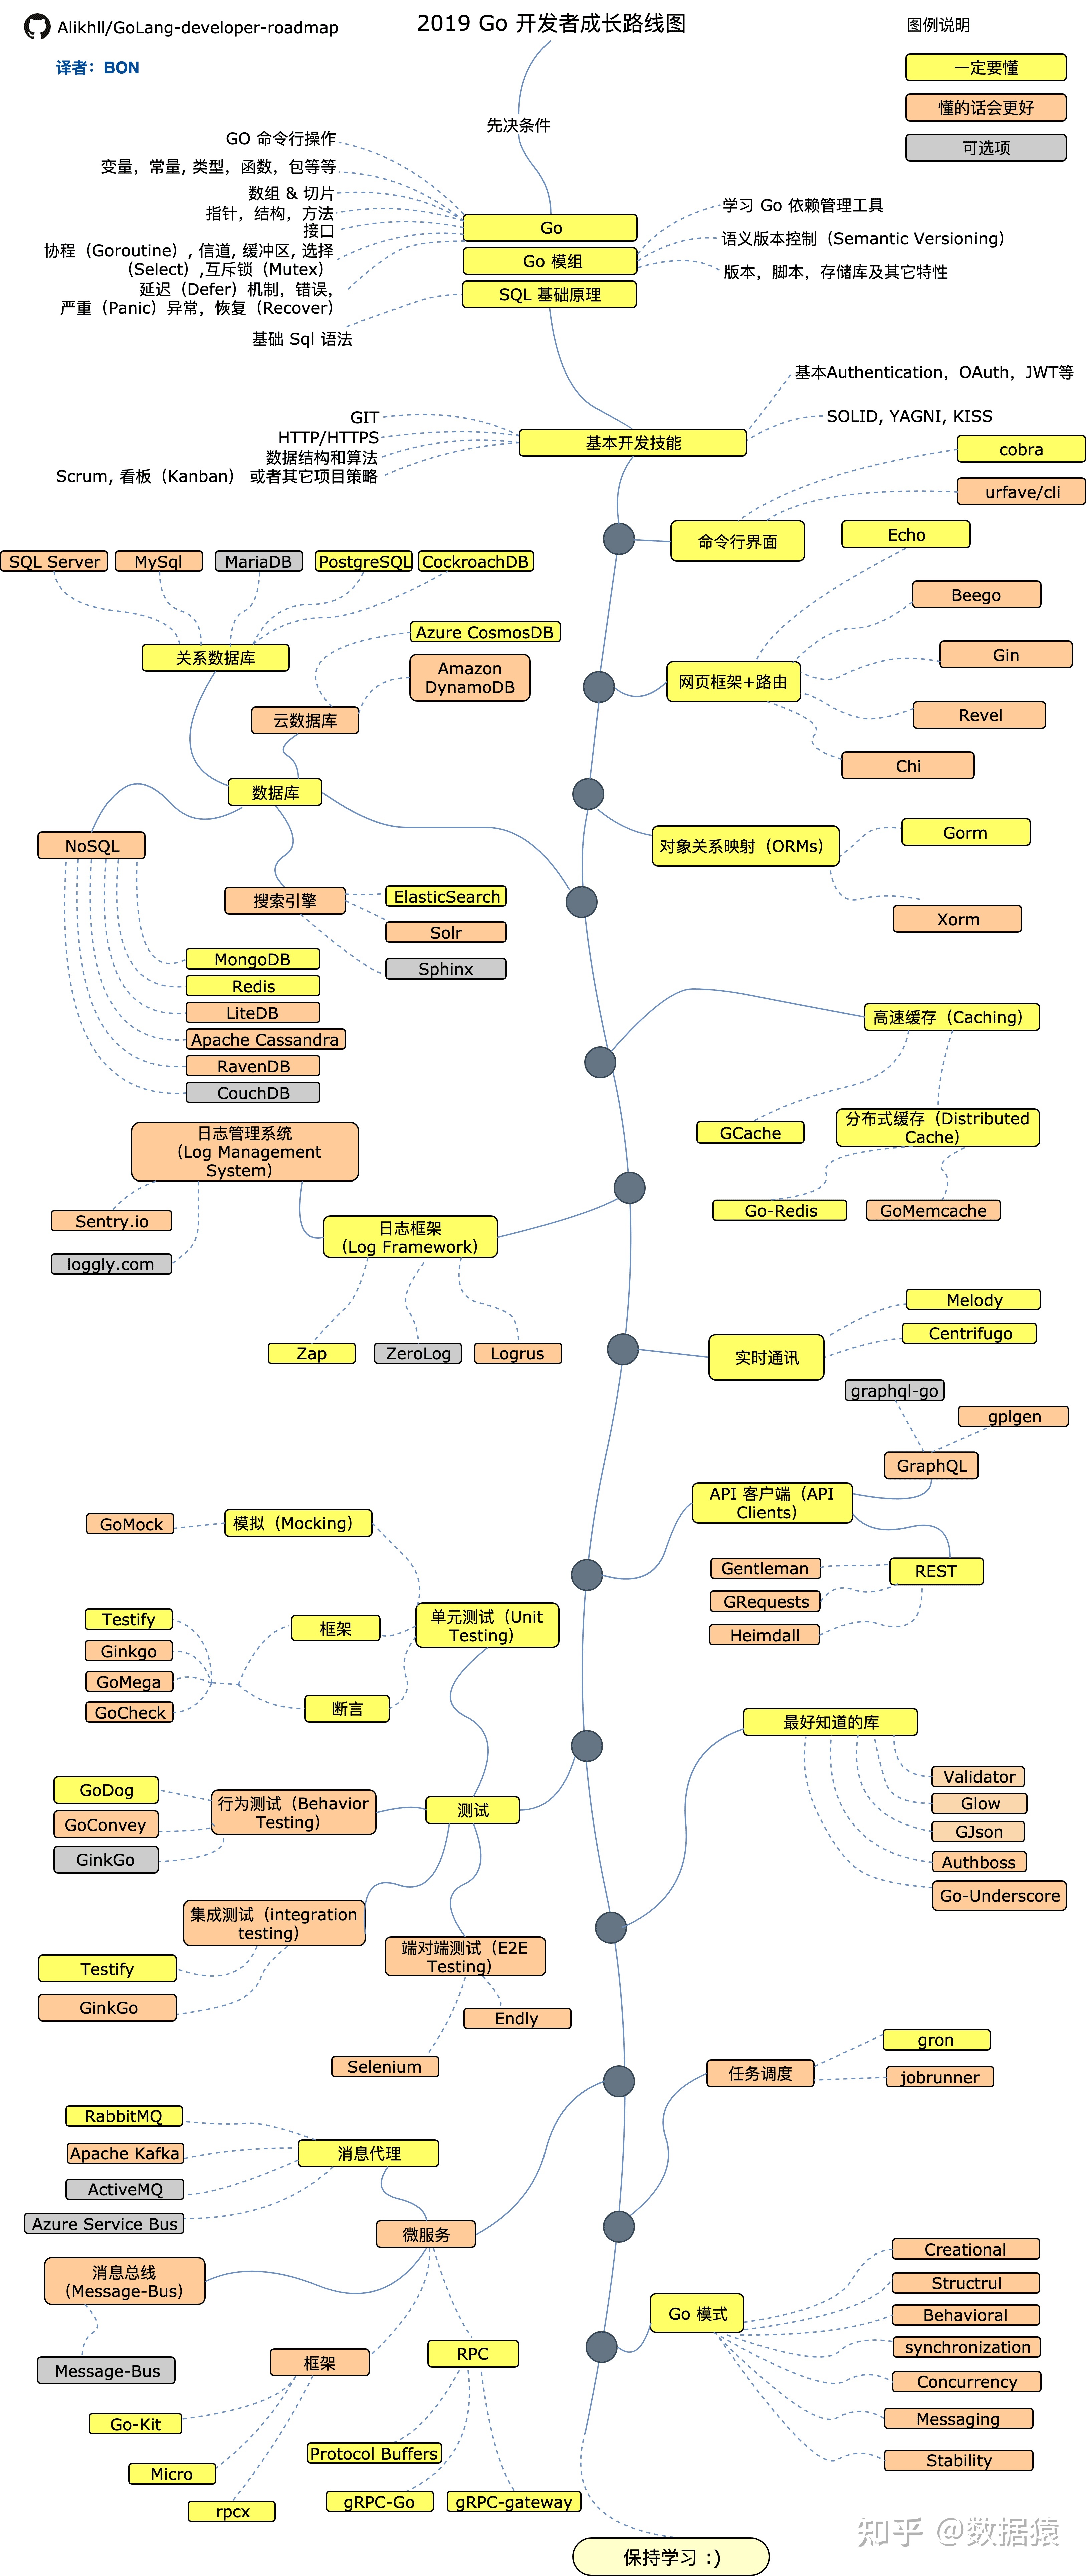 Alikhll/GoLang-developer-roadmap
2019 Go 开发者成长路线图
图例说明
译者：BON
一定要懂
懂的话会更好
可选项
先决条件
GO 命令行操作
变量，常量, 类型，函数，包等等
数组 & 切片
指针，结构，方法
接口
协程（Goroutine）, 信道, 缓冲区, 选择
（Select）,互斥锁（Mutex）
延迟（Defer）机制，错误，
严重（Panic）异常，恢复（Recover）
基础 Sql 语法
Go
Go 模组
SQL 基础原理
学习 Go 依赖管理工具
语义版本控制（Semantic Versioning）
版本，脚本，存储库及其它特性
基本Authentication，OAuth，JWT等
SOLID, YAGNI, KISS
GIT
HTTP/HTTPS
数据结构和算法
Scrum, 看板（Kanban） 或者其它项目策略
基本开发技能
cobra
urfave/cli
命令行界面
Echo
Beego
Gin
Revel
Chi
网页框架+路由
SQL Server
MySql
MariaDB
PostgreSQL
CockroachDB
关系数据库
Azure CosmosDB
Amazon
DynamoDB
云数据库
数据库
NoSQL
搜索引擎
ElasticSearch
Solr
Sphinx
MongoDB
Redis
LiteDB
Apache Cassandra
RavenDB
CouchDB
对象关系映射（ORMs）
Gorm
Xorm
高速缓存（Caching）
GCache
分布式缓存（Distributed
Cache）
Go-Redis
GoMemcache
日志管理系统
（Log Management
System）
Sentry.io
loggly.com
日志框架
（Log Framework）
Zap
ZeroLog
Logrus
实时通讯
Melody
Centrifugo
graphql-go
gplgen
GraphQL
API 客户端（API
Clients）
REST
Gentleman
GRequests
Heimdall
GoMock
模拟（Mocking）
单元测试（Unit
Testing）
框架
断言
Testify
Ginkgo
GoMega
GoCheck
最好知道的库
Validator
Glow
GJson
Authboss
Go-Underscore
测试
行为测试（Behavior
Testing）
GoDog
GoConvey
GinkGo
集成测试（integration
testing）
Testify
GinkGo
端对端测试（E2E
Testing）
Endly
Selenium
任务调度
gron
jobrunner
RabbitMQ
Apache Kafka
ActiveMQ
Azure Service Bus
消息代理
微服务
消息总线
（Message-Bus）
Message-Bus
框架
Go-Kit
Micro
rpcx
RPC
Protocol Buffers
gRPC-Go
gRPC-gateway
Go 模式
Creational
Structrul
Behavioral
synchronization
Concurrency
Messaging
Stability
保持学习 :)
知乎 @数据猿